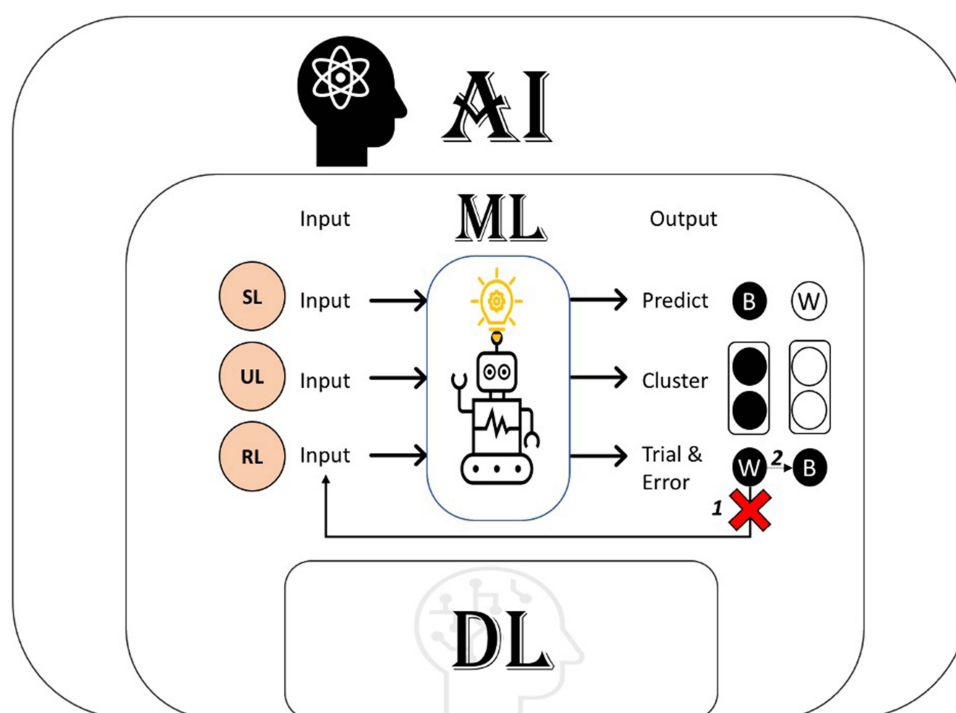 AI
ML
Input
Output
SL
Input
Predict
B
W
UL
Input
Cluster
RL
Input
Trial &
Error
W
2
B
1
DL